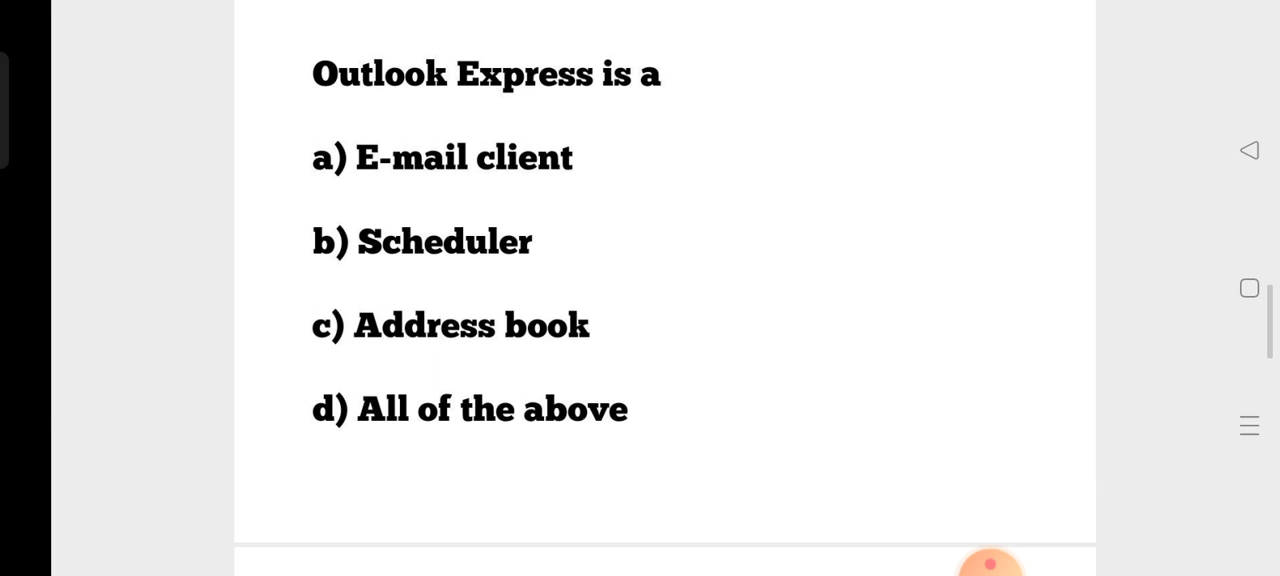 Outlook Express is a
a) E-mail client
b) Scheduler
c) Address book
d) All of the above